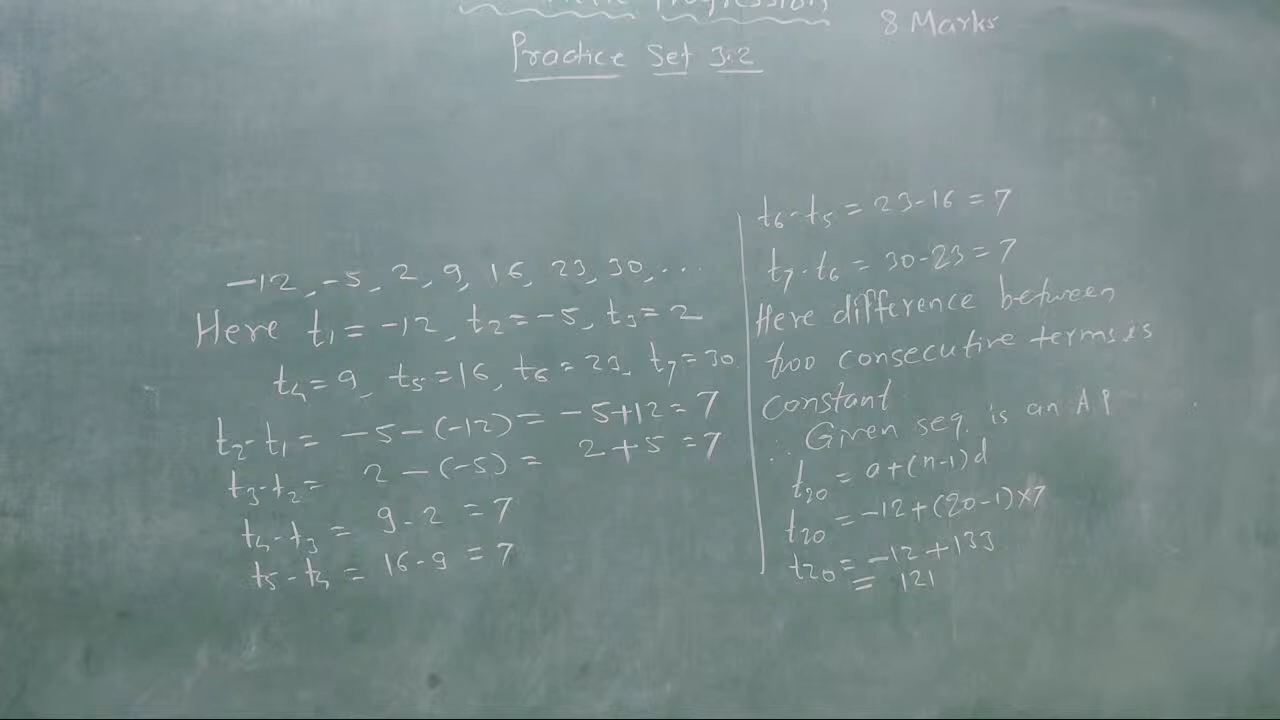 Progression
8 Marks
Practice Set 3.2
-12, -5, 2, 9, 16, 23, 30, ...
Here t₁ = -12, t₂ = -5, t₃ = 2
t₄ = 9, t₅ = 16, t₆ = 23, t₇ = 30
t₂-t₁ = -5-(-12) = -5+12 = 7
t₃-t₂ = 2-(-5) = 2+5 = 7
t₄-t₃ = 9-2 = 7
t₅-t₄ = 16-9 = 7
t₆-t₅ = 23-16 = 7
t₇-t₆ = 30-23 = 7
Here difference between
two consecutive terms is
constant
∴ Given seq. is an A.P
t₂₀ = a+(n-1)d
t₂₀ = -12+(20-1)×7
t₂₀ = -12+133
= 121